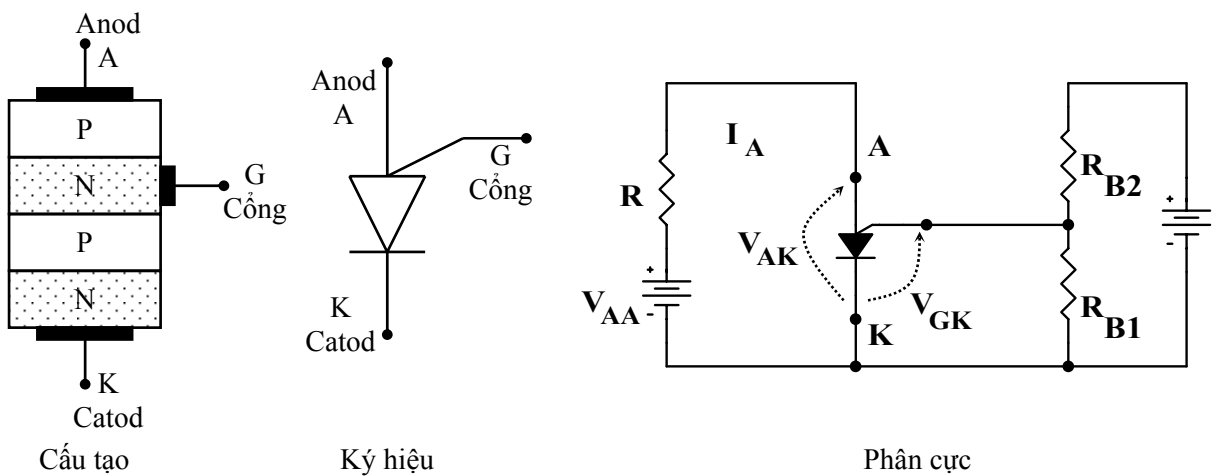 Anod
A
P
N
P
N
G
Cổng
K
Catod
Cấu tạo
Anod
A
G
Cổng
K
Catod
Ký hiệu
I A
A
R
R B2
+
-
V AK
+
-
V AA
V GK
K
R B1
Phân cực